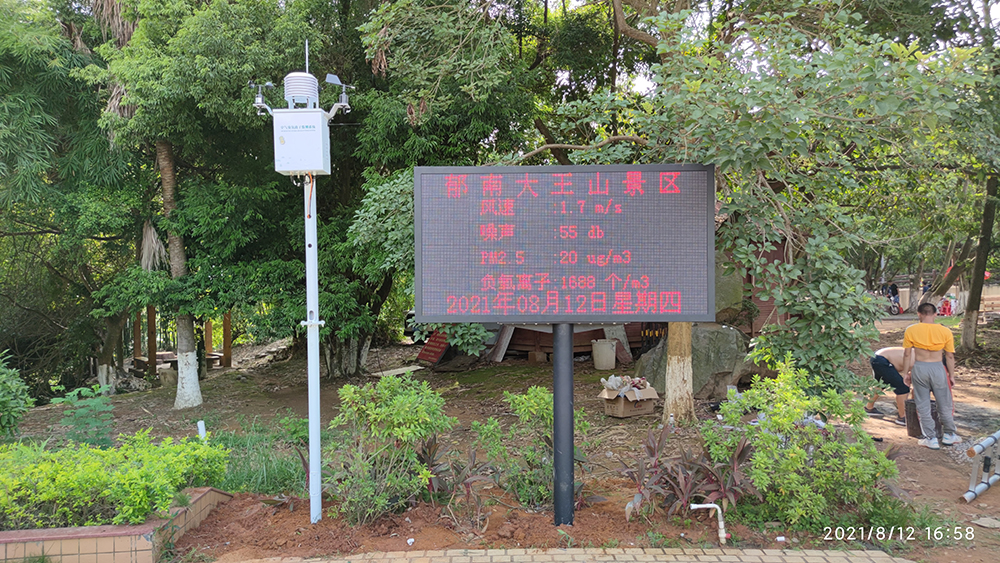 郁南大王山景区
风速 :1.7 m/s
噪声 :55 db
PM2.5 :20 ug/m3
负氧离子:1688 个/m3
2021年08月12日星期四
2021/8/12 16:58